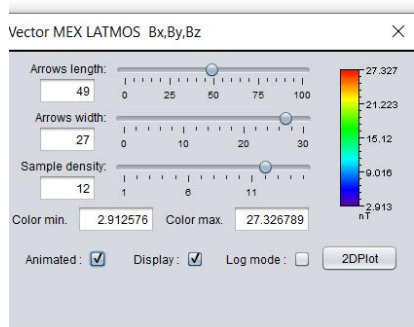 Vector MEX LATMOS Bx,By,Bz
Arrows length:
49
0 25 50 75 100
Arrows width:
27
0 10 20 30
Sample density:
12
1 6 11
27.327
21.223
15.12
9.016
2.913
nT
Color min. 2.912576 Color max. 27.326789
Animated : Display : Log mode : 2DPlot